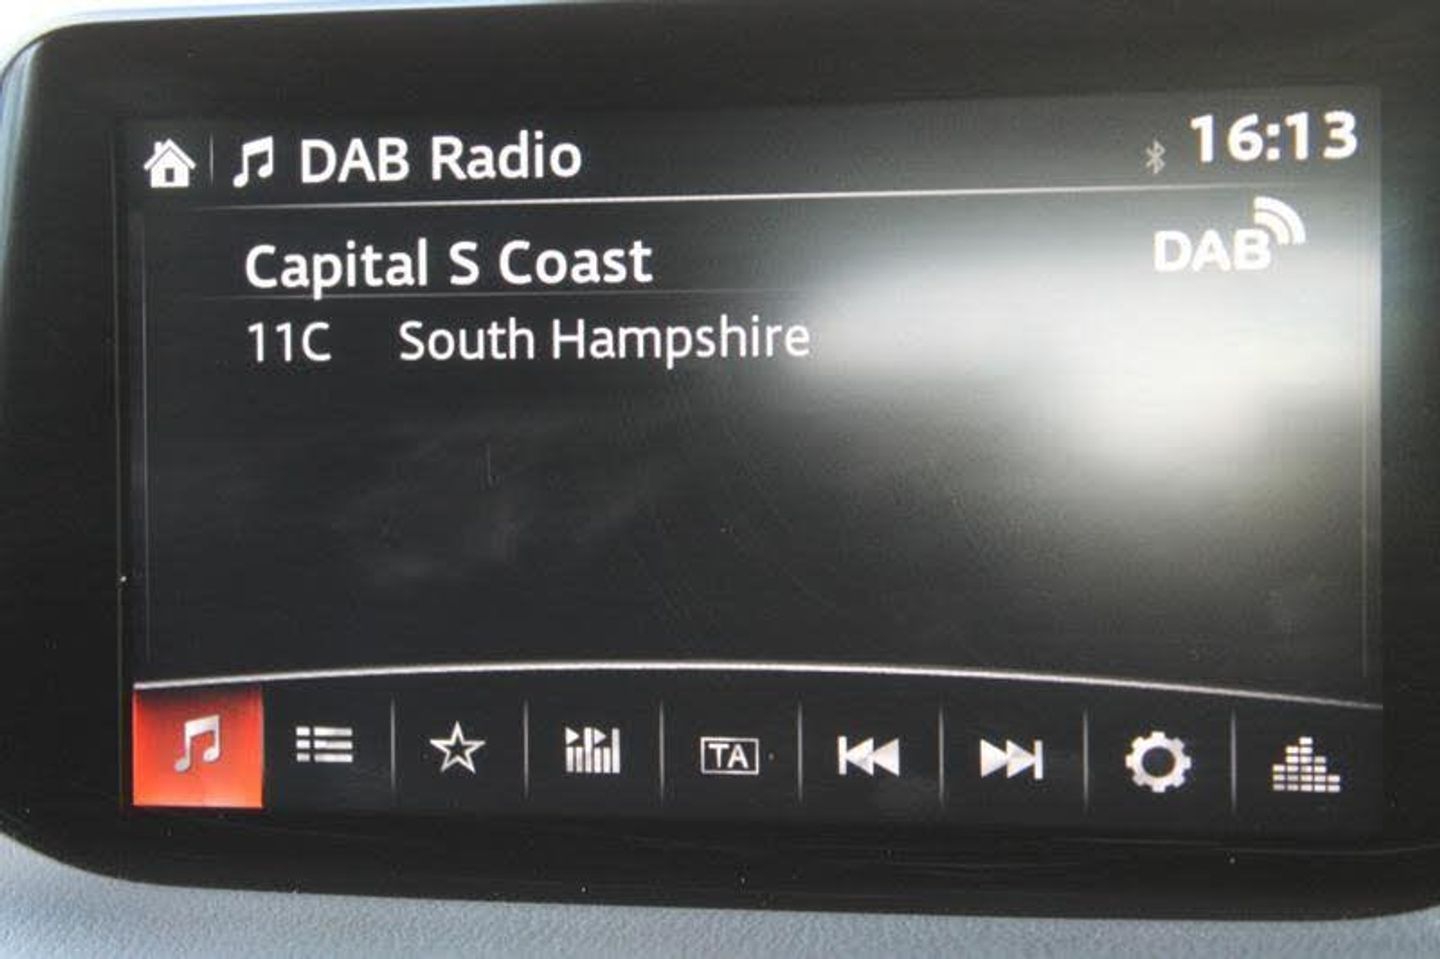 DAB Radio
16:13
Capital S Coast
DAB
11C South Hampshire
TA